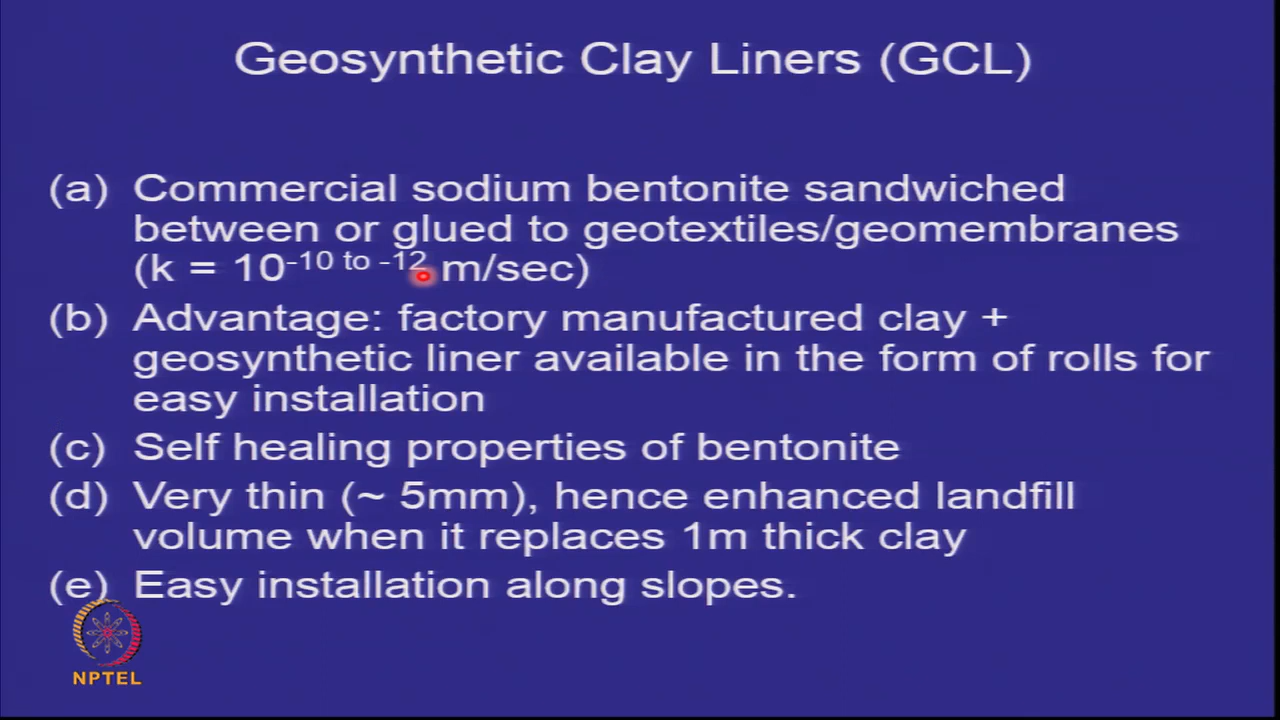 Geosynthetic Clay Liners (GCL)
(a) Commercial sodium bentonite sandwiched
between or glued to geotextiles/geomembranes
(k = 10⁻¹⁰ ᵗᵒ ⁻¹² m/sec)
(b) Advantage: factory manufactured clay +
geosynthetic liner available in the form of rolls for
easy installation
(c) Self healing properties of bentonite
(d) Very thin (~ 5mm), hence enhanced landfill
volume when it replaces 1m thick clay
(e) Easy installation along slopes.
NPTEL